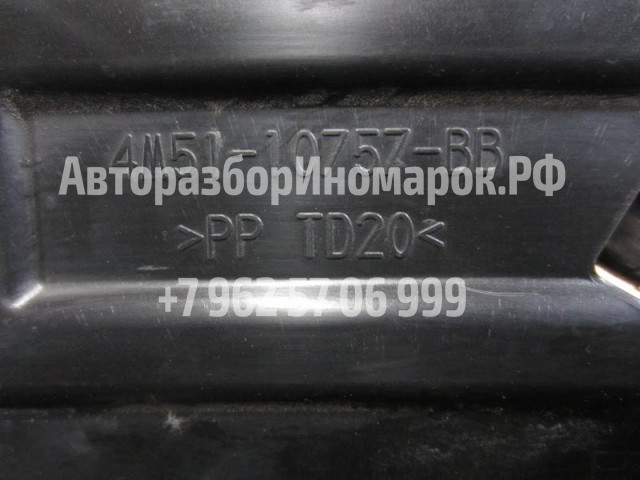 4M51-10757-BB
АвторазборИномарок.РФ
>PP TD20<
+7 962 57 06 999